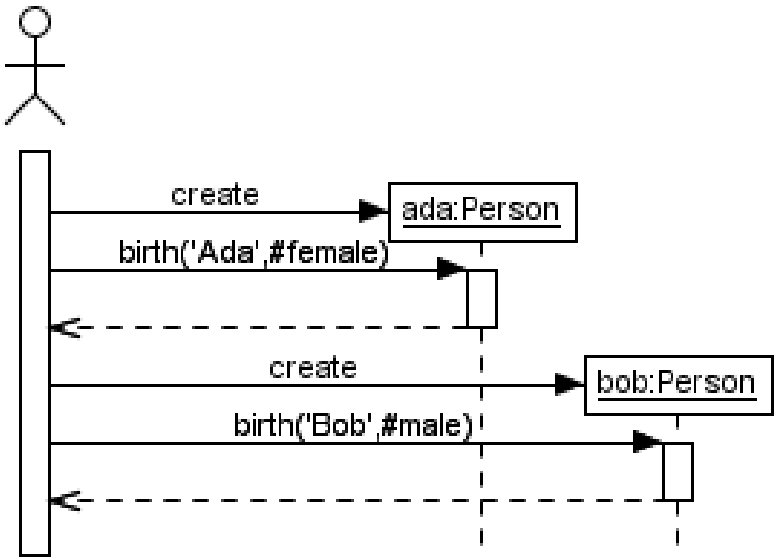 create
ada:Person
birth('Ada',#female)
create
bob:Person
birth('Bob',#male)